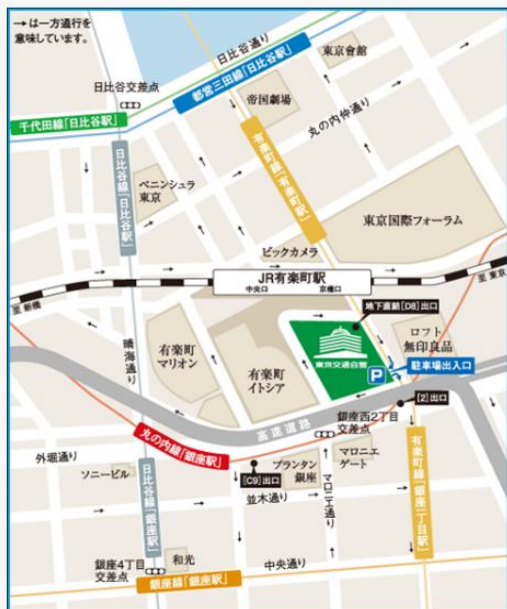 →は一方通行を
意味しています。
日比谷通り
東京會館
日比谷交差点
都営三田線「日比谷駅」
帝国劇場
千代田線「日比谷駅」
丸の内仲通り
日比谷線「日比谷駅」
有楽町線「有楽町駅」
ペニンシュラ
東京
東京国際フォーラム
ビックカメラ
JR有楽町駅
中央口
京橋口
至 東京
至 新橋
地下直結[D8]出口
晴海通り
有楽町
マリオン
有楽町
イトシア
東京交通会館
ロフト
無印良品
P
駐車場出入口
[2]出口
高速道路
銀座西2丁目
交差点
丸の内線「銀座駅」
外堀通り
ソニービル
[C9]出口
プランタン
銀座
マロニエ
ゲート
並木通り
マロニエ通り
有楽町線「銀座一丁目駅」
日比谷線「銀座駅」
銀座4丁目
交差点
和光
中央通り
銀座線「銀座駅」